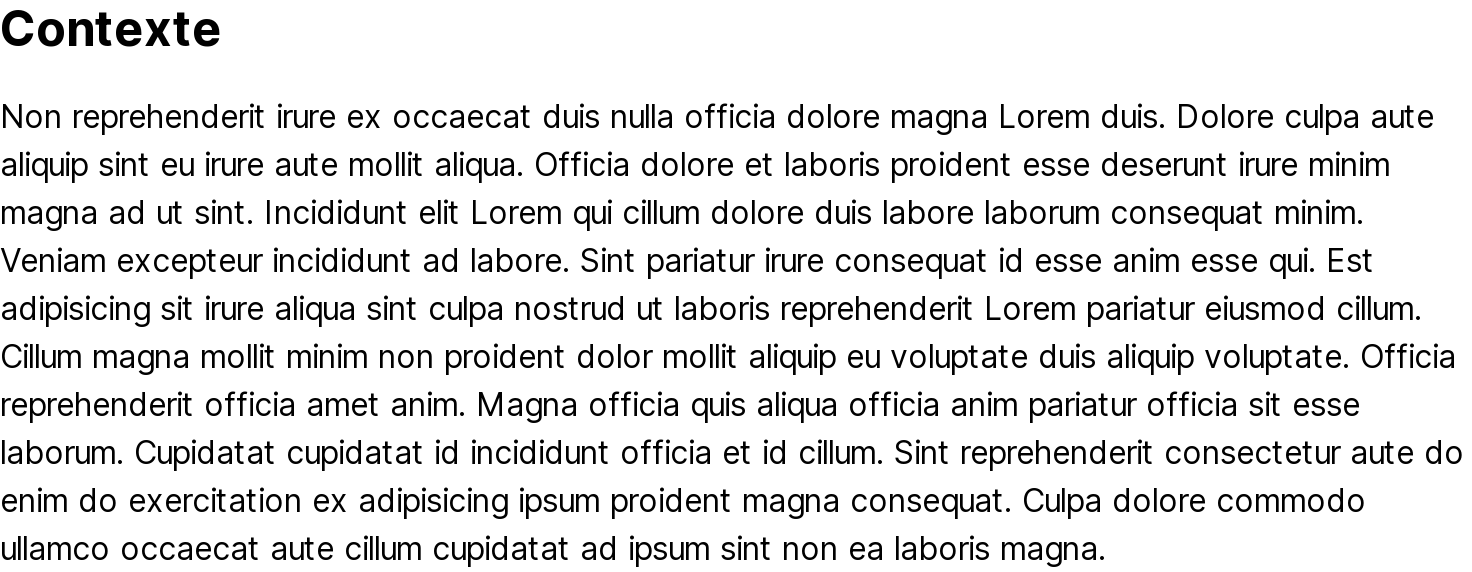 Contexte
Non reprehenderit irure ex occaecat duis nulla officia dolore magna Lorem duis. Dolore culpa aute
aliquip sint eu irure aute mollit aliqua. Officia dolore et laboris proident esse deserunt irure minim
magna ad ut sint. Incididunt elit Lorem qui cillum dolore duis labore laborum consequat minim.
Veniam excepteur incididunt ad labore. Sint pariatur irure consequat id esse anim esse qui. Est
adipisicing sit irure aliqua sint culpa nostrud ut laboris reprehenderit Lorem pariatur eiusmod cillum.
Cillum magna mollit minim non proident dolor mollit aliquip eu voluptate duis aliquip voluptate. Officia
reprehenderit officia amet anim. Magna officia quis aliqua officia anim pariatur officia sit esse
laborum. Cupidatat cupidatat id incididunt officia et id cillum. Sint reprehenderit consectetur aute do
enim do exercitation ex adipisicing ipsum proident magna consequat. Culpa dolore commodo
ullamco occaecat aute cillum cupidatat ad ipsum sint non ea laboris magna.